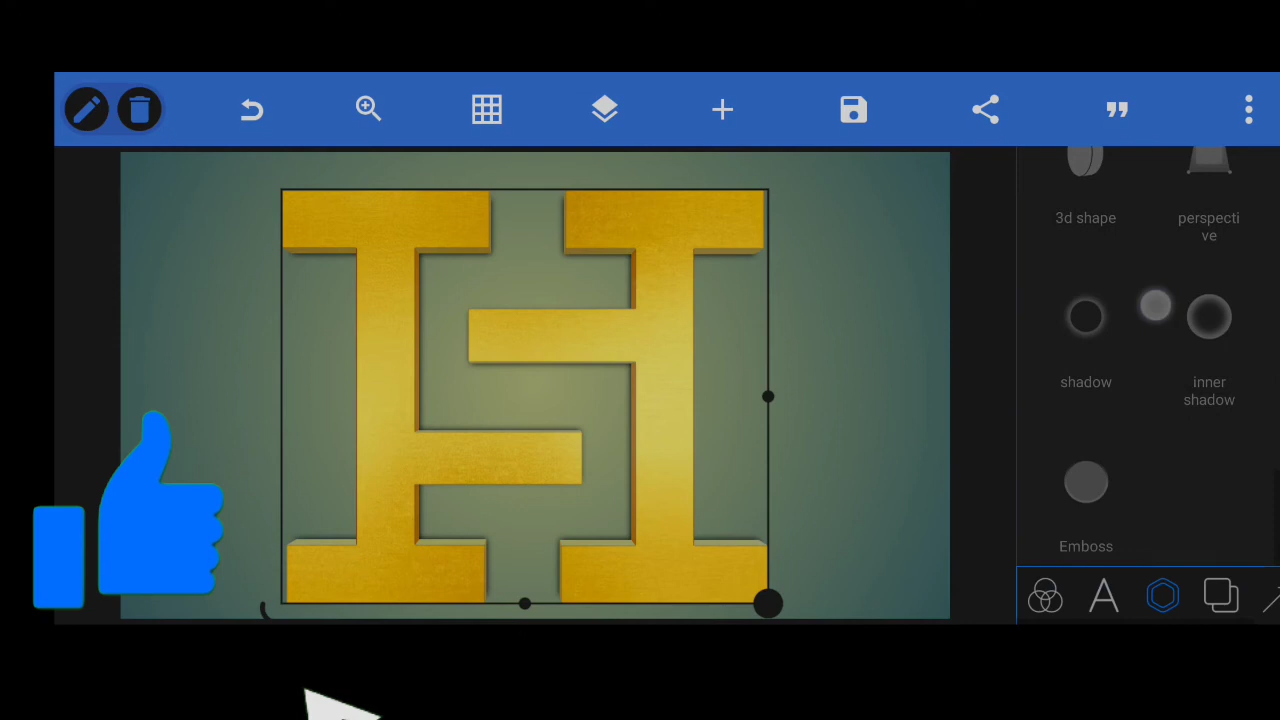 3d shape
perspecti
ve
shadow
inner
shadow
Emboss